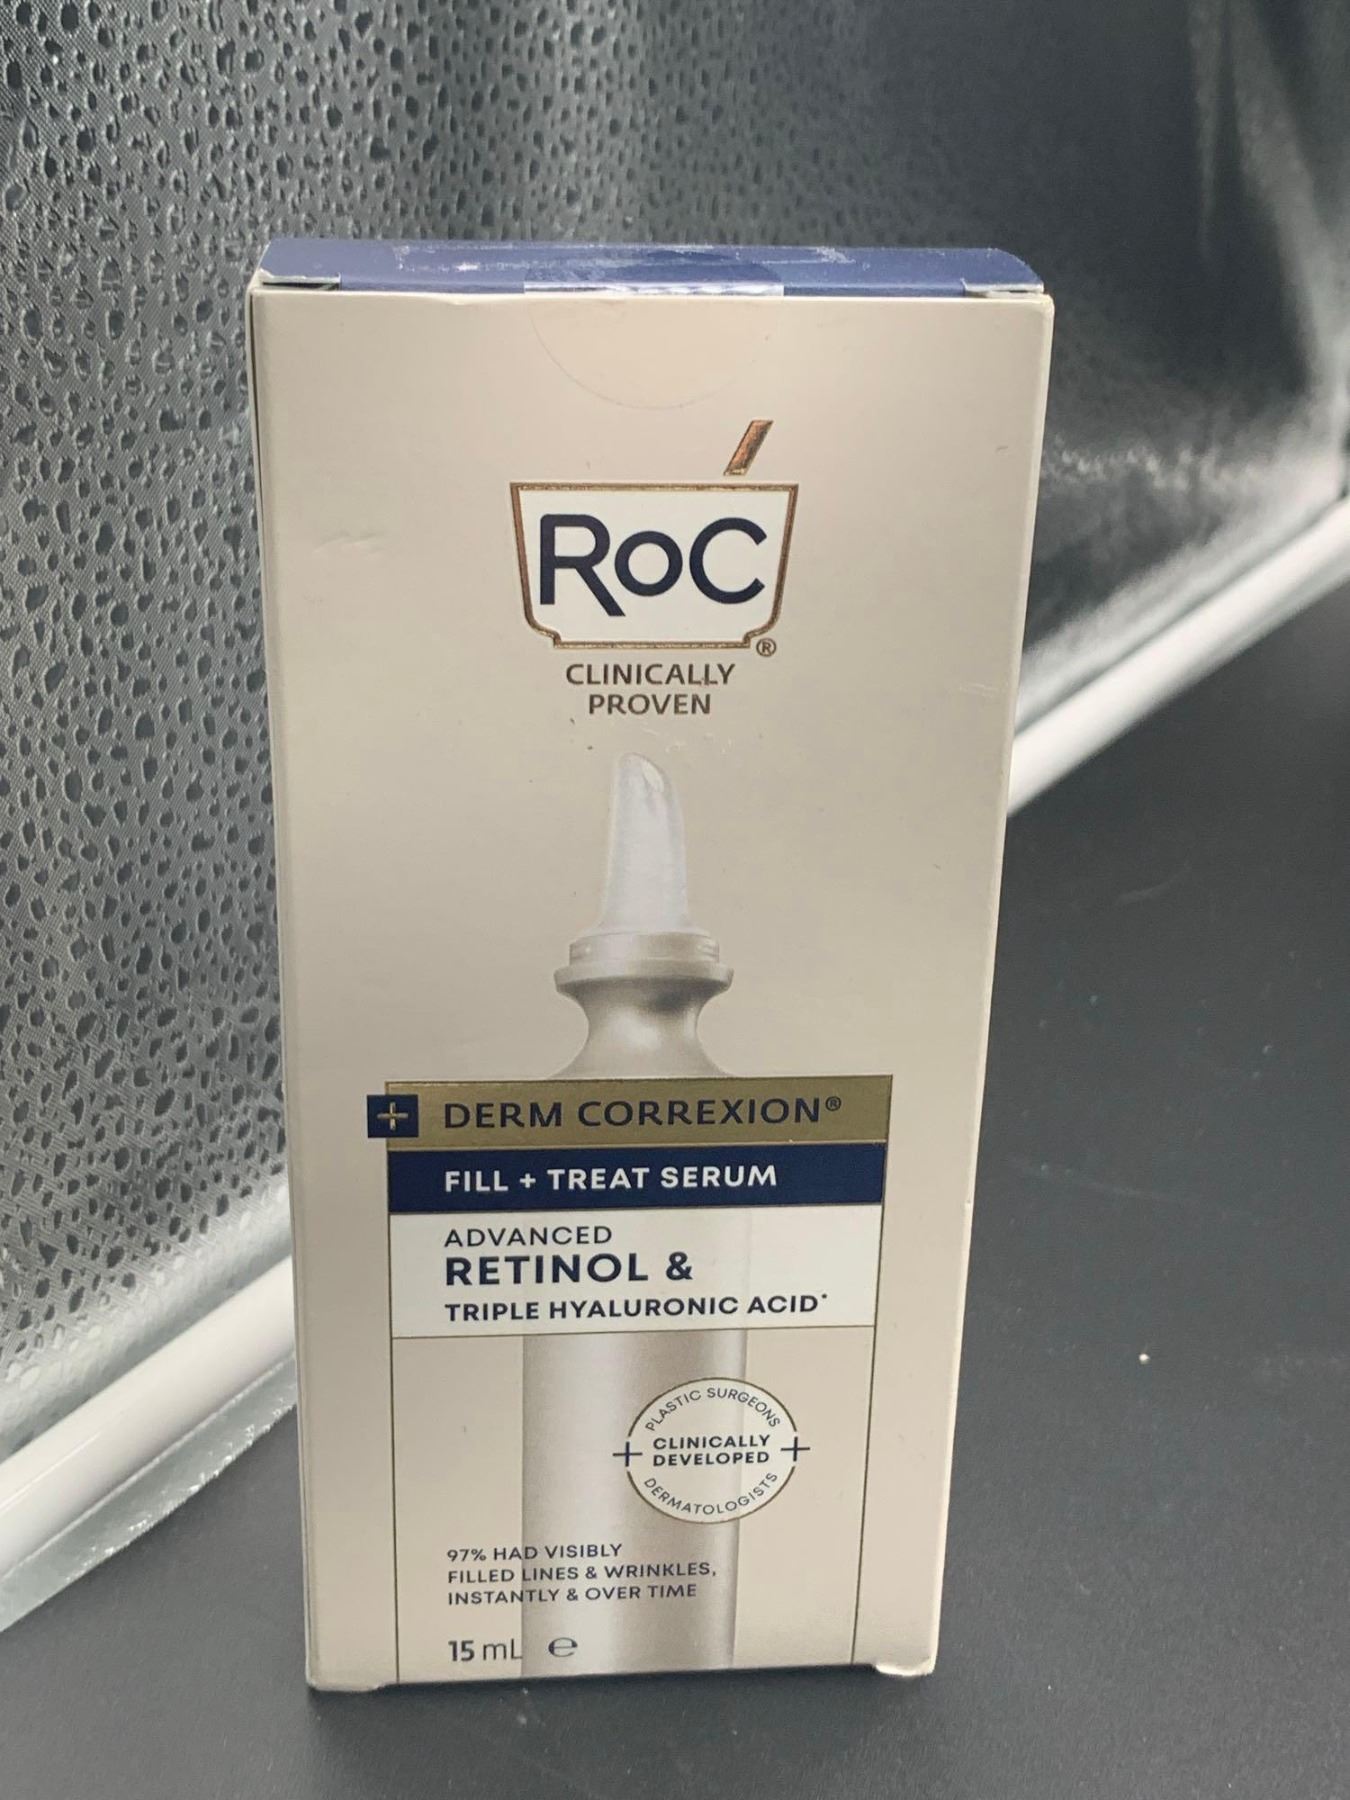 RoC®
CLINICALLY
PROVEN
+ DERM CORREXION®
FILL + TREAT SERUM
ADVANCED
RETINOL &
TRIPLE HYALURONIC ACID*
PLASTIC SURGEONS
+ CLINICALLY +
DEVELOPED
DERMATOLOGISTS
97% HAD VISIBLY
FILLED LINES & WRINKLES,
INSTANTLY & OVER TIME
15 mL ℮